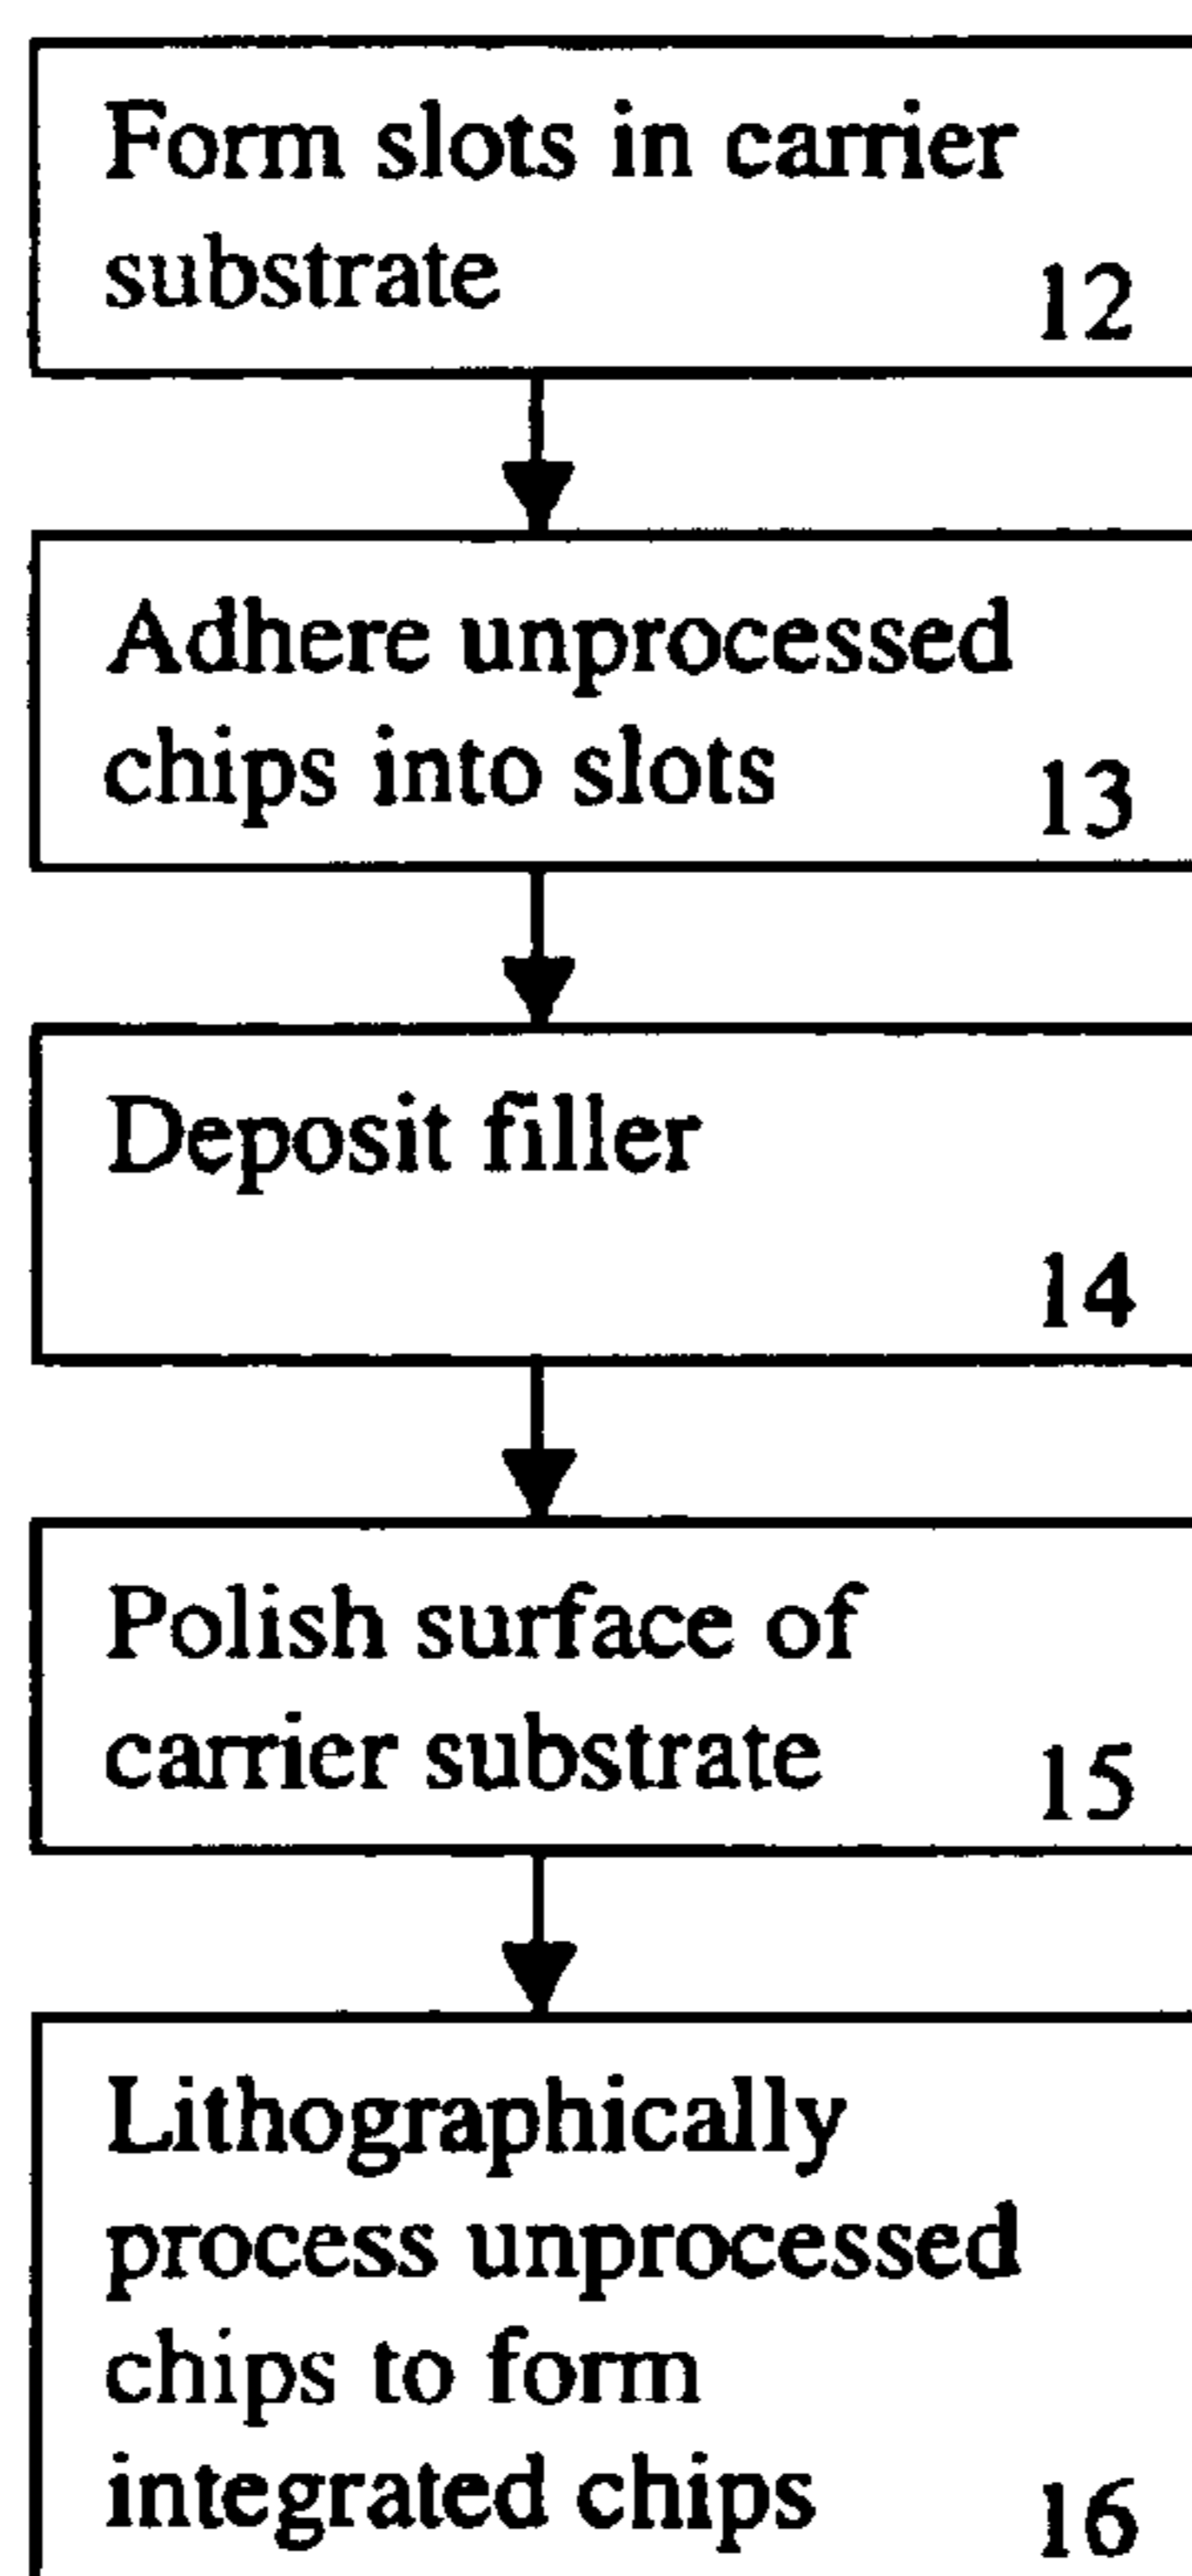 Form slots in carrier
substrate
12
Adhere unprocessed
chips into slots
13
Deposit filler
14
Polish surface of
carrier substrate
15
Lithographically
process unprocessed
chips to form
integrated chips
16